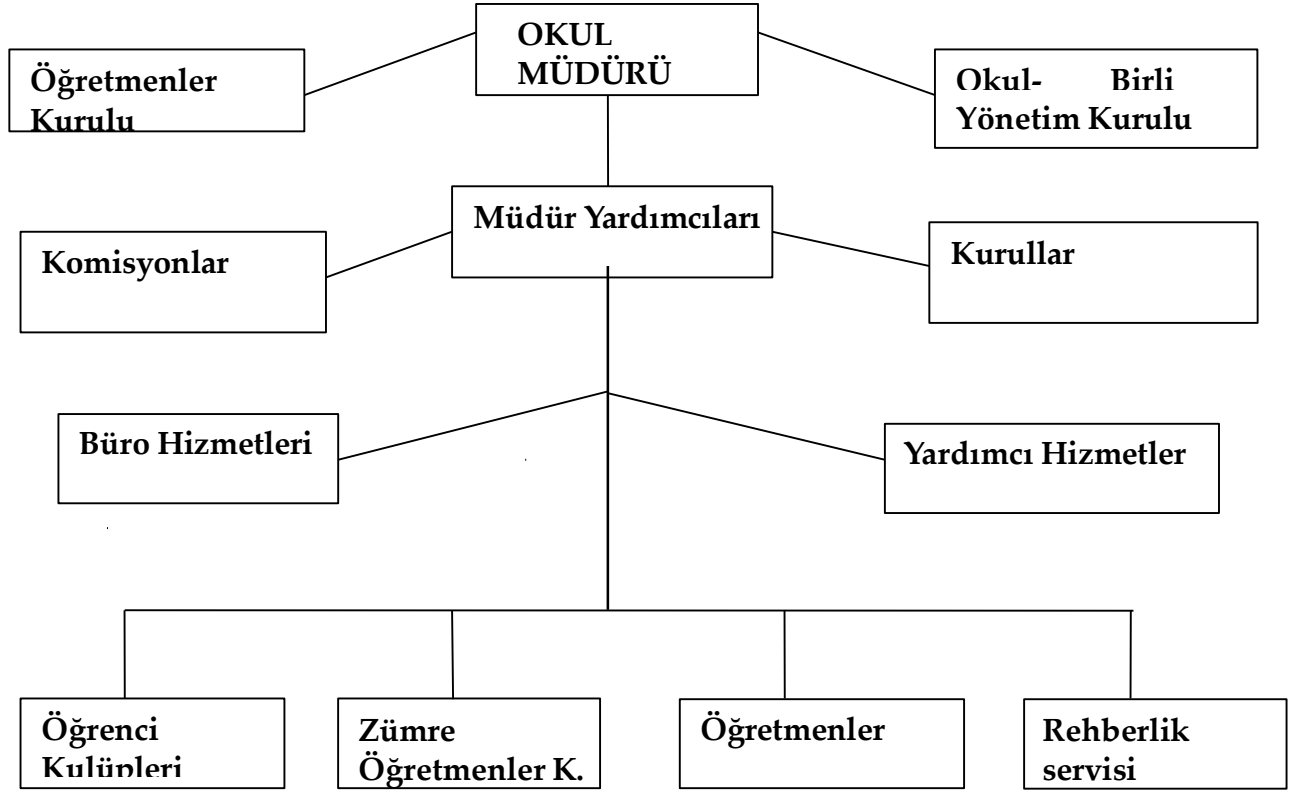 OKUL
MÜDÜRÜ
Öğretmenler
Kurulu
Okul- Birli
Yönetim Kurulu
Müdür Yardımcıları
Komisyonlar
Kurullar
Büro Hizmetleri
Yardımcı Hizmetler
Öğrenci
Kulüpleri
Zümre
Öğretmenler K.
Öğretmenler
Rehberlik
servisi